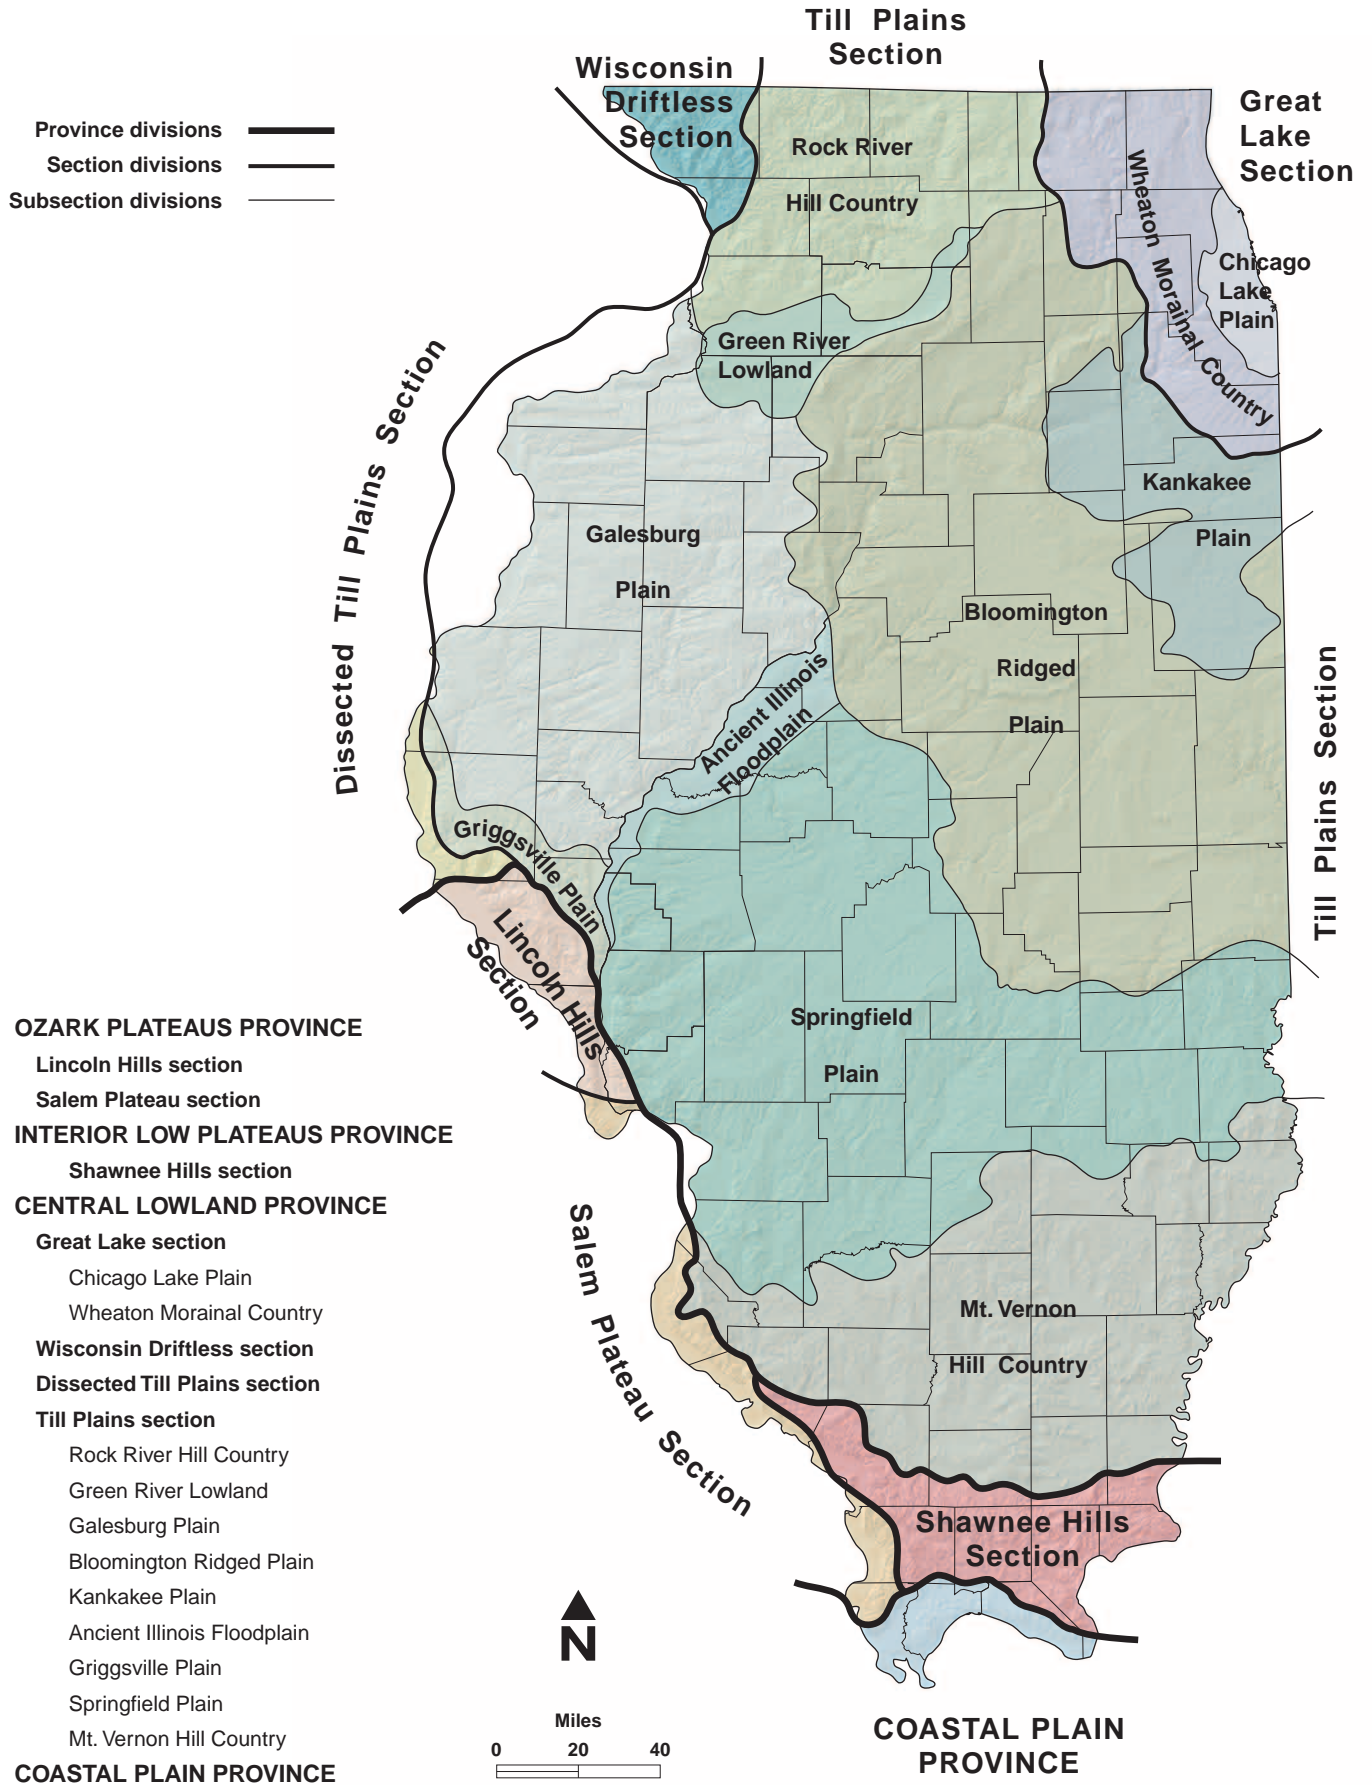 Till Plains
Section
Wisconsin
Driftless
Section
Great
Lake
Section
Province divisions
Section divisions
Subsection divisions
Rock River
Hill Country
Wheaton Morainal Country
Chicago
Lake
Plain
Green River
Lowland
Dissected Till Plains Section
Kankakee
Plain
Galesburg
Plain
Bloomington
Ridged
Plain
Ancient Illinois
Floodplain
Till Plains Section
Griggsville Plain
Lincoln Hills
Section
Springfield
Plain
OZARK PLATEAUS PROVINCE
Lincoln Hills section
Salem Plateau section
INTERIOR LOW PLATEAUS PROVINCE
Shawnee Hills section
CENTRAL LOWLAND PROVINCE
Great Lake section
Chicago Lake Plain
Wheaton Morainal Country
Wisconsin Driftless section
Dissected Till Plains section
Till Plains section
Rock River Hill Country
Green River Lowland
Galesburg Plain
Bloomington Ridged Plain
Kankakee Plain
Ancient Illinois Floodplain
Griggsville Plain
Springfield Plain
Mt. Vernon Hill Country
COASTAL PLAIN PROVINCE
Salem Plateau Section
Mt. Vernon
Hill Country
Shawnee Hills
Section
N
Miles
0 20 40
COASTAL PLAIN
PROVINCE